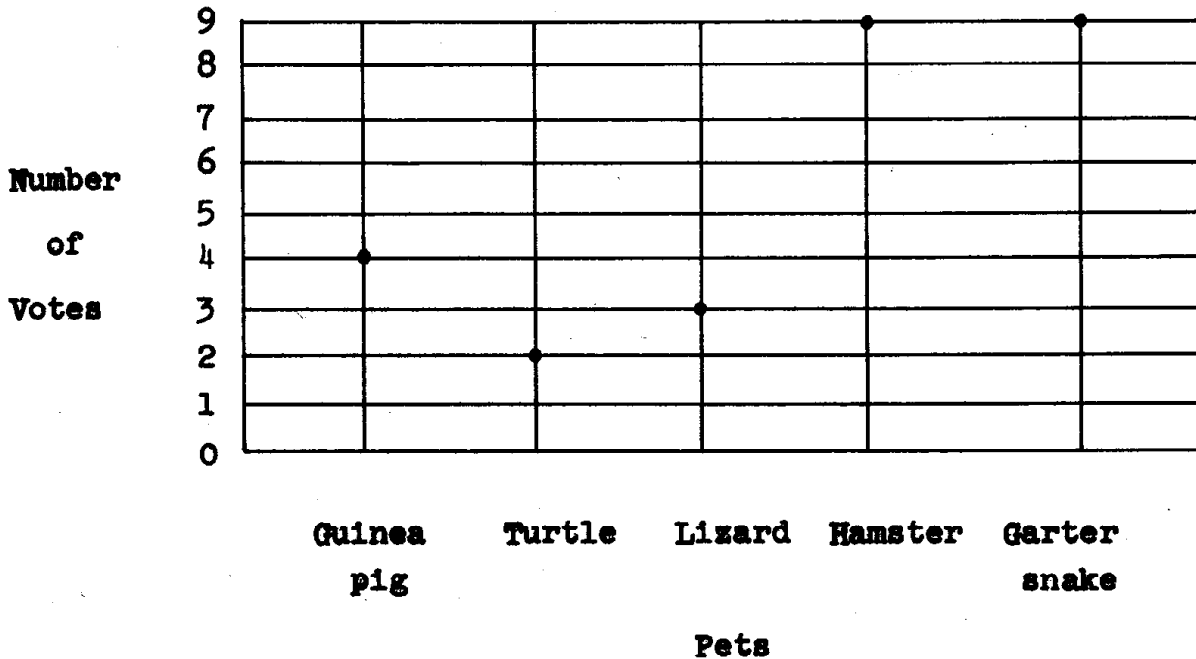 9
8
7
6
5
4
3
2
1
0
Number
of
Votes
Guinea pig
Turtle
Lizard
Hamster
Garter snake
Pets